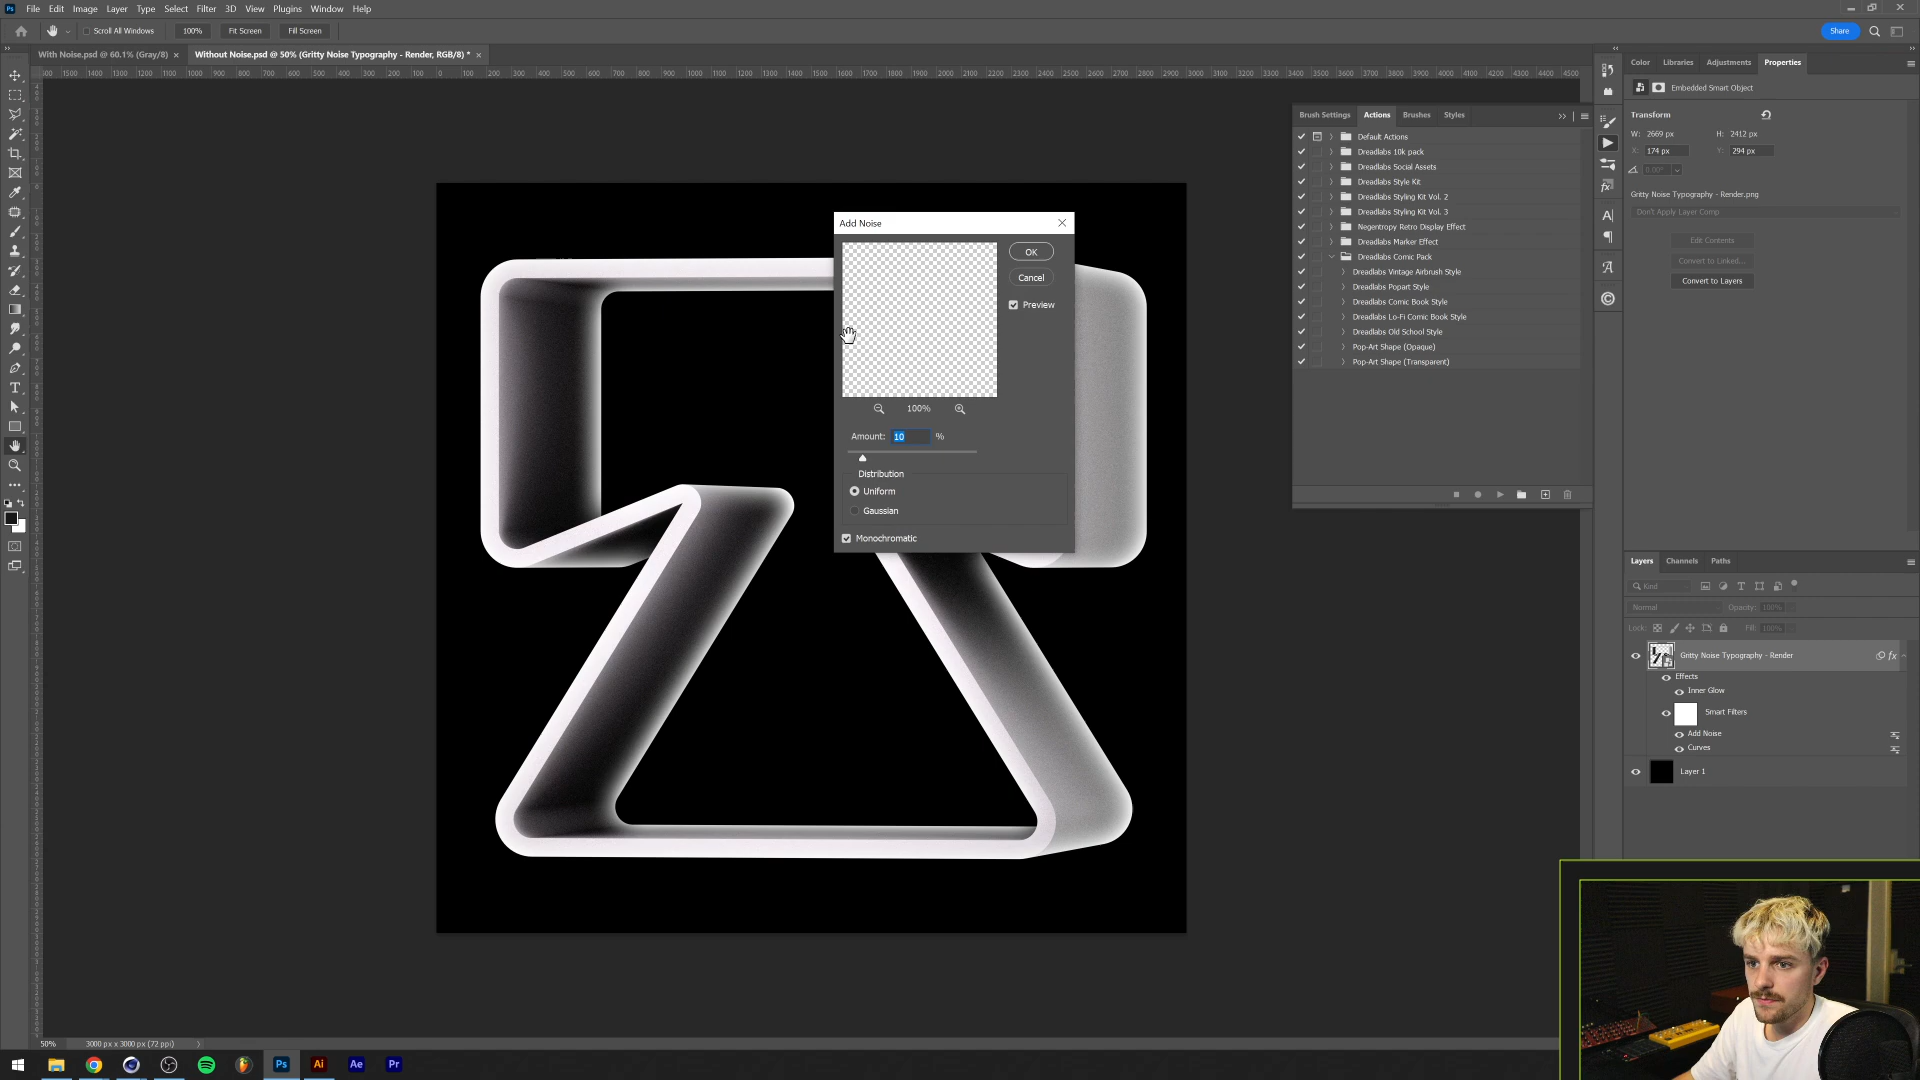 File Edit Image Layer Type Select Filter 3D View Plugins Window Help
Scroll All Windows 100% Fit Screen Fill Screen
Share
With Noise.psd @ 60.1% (Gray/8) ×
Without Noise.psd @ 50% (Gritty Noise Typography - Render, RGB/8) * ×
Add Noise
OK
Cancel
Preview
100%
Amount: 10 %
Distribution
Uniform
Gaussian
Monochromatic
Brush Settings Actions Brushes Styles
Default Actions
Dreadlabs 10k pack
Dreadlabs Social Assets
Dreadlabs Style Kit
Dreadlabs Styling Kit Vol. 2
Dreadlabs Styling Kit Vol. 3
Negentropy Retro Display Effect
Dreadlabs Marker Effect
Dreadlabs Comic Pack
Dreadlabs Vintage Airbrush Style
Dreadlabs Popart Style
Dreadlabs Comic Book Style
Dreadlabs Lo-Fi Comic Book Style
Dreadlabs Old School Style
Pop-Art Shape (Opaque)
Pop-Art Shape (Transparent)
Color Libraries Adjustments Properties
Embedded Smart Object
Transform
W: 2669 px H: 2412 px
X: 174 px Y: 294 px
0.00°
Gritty Noise Typography - Render.png
Don't Apply Layer Comp
Edit Contents
Convert to Linked...
Convert to Layers
Layers Channels Paths
Kind
Normal Opacity: 100%
Lock: Fill: 100%
Gritty Noise Typography - Render fx
Effects
Inner Glow
Smart Filters
Add Noise
Curves
Layer 1
50% 3000 px x 3000 px (72 ppi)
Ps Ai Ae Pr